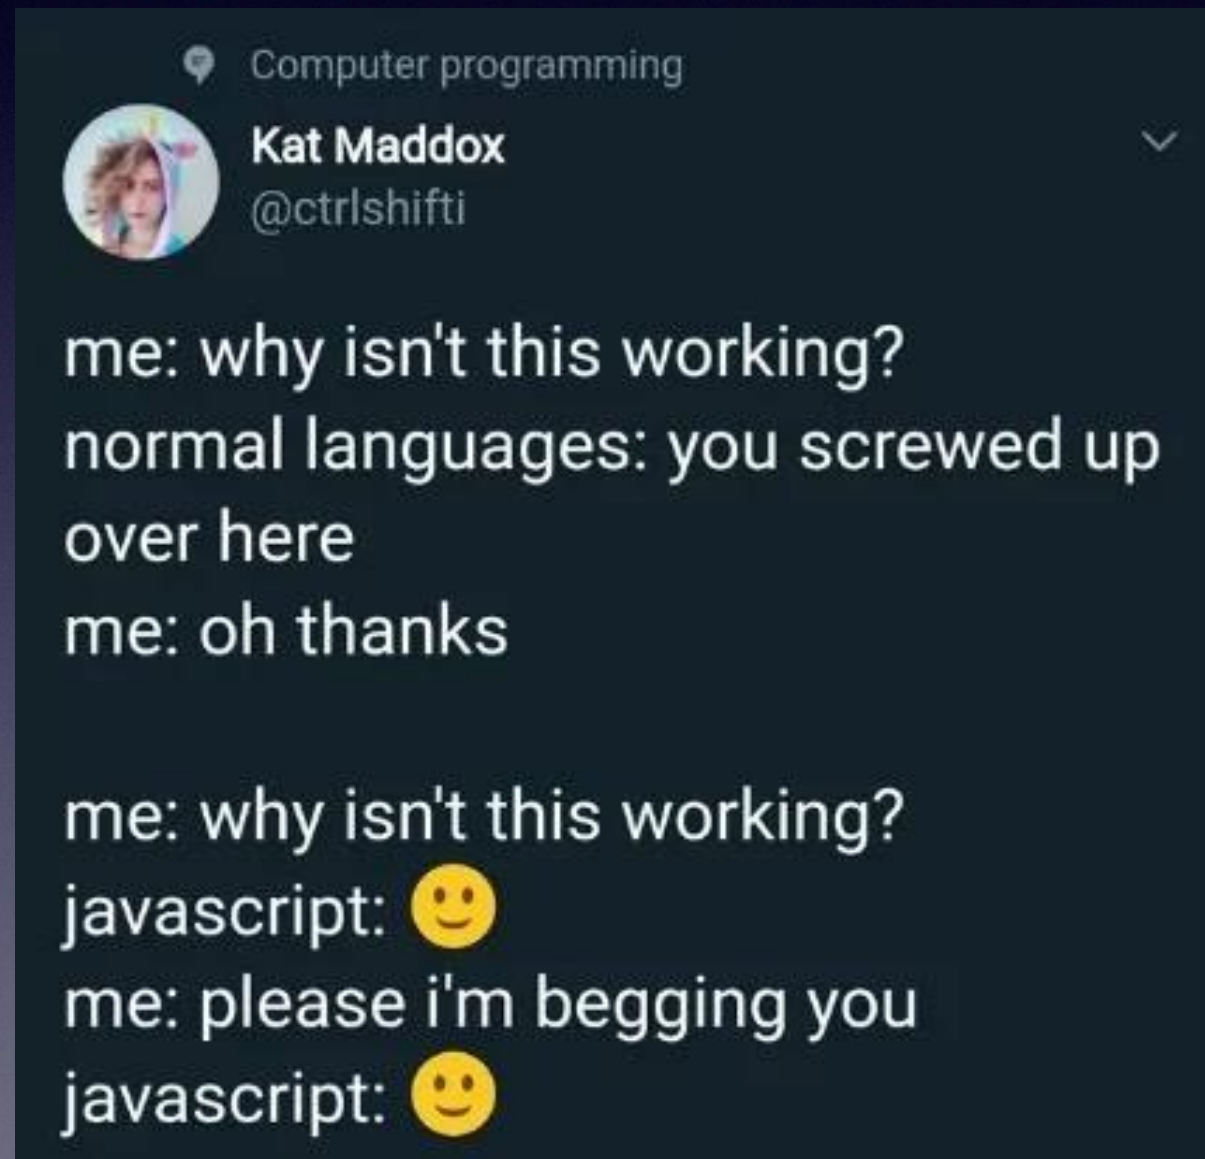 Computer programming
Kat Maddox
@ctrlshifti
me: why isn't this working?
normal languages: you screwed up
over here
me: oh thanks
me: why isn't this working?
javascript: 🙂
me: please i'm begging you
javascript: 🙂